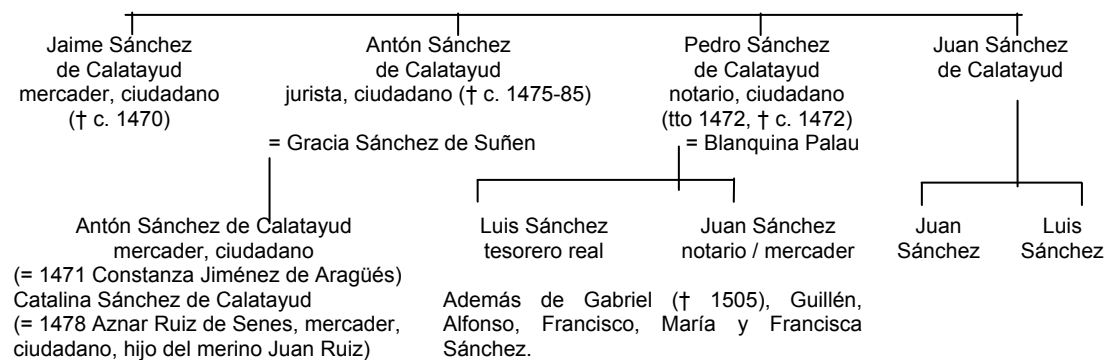 Jaime Sánchez
de Calatayud
mercader, ciudadano
(† c. 1470)
Antón Sánchez
de Calatayud
jurista, ciudadano († c. 1475-85)
= Gracia Sánchez de Suñen
Pedro Sánchez
de Calatayud
notario, ciudadano
(tto 1472, † c. 1472)
= Blanquina Palau
Juan Sánchez
de Calatayud
Antón Sánchez de Calatayud
mercader, ciudadano
(= 1471 Constanza Jiménez de Aragüés)
Catalina Sánchez de Calatayud
(= 1478 Aznar Ruiz de Senes, mercader,
ciudadano, hijo del merino Juan Ruiz)
Luis Sánchez
tesorero real
Juan Sánchez
notario / mercader
Además de Gabriel († 1505), Guillén,
Alfonso, Francisco, María y Francisca
Sánchez.
Juan
Sánchez
Luis
Sánchez